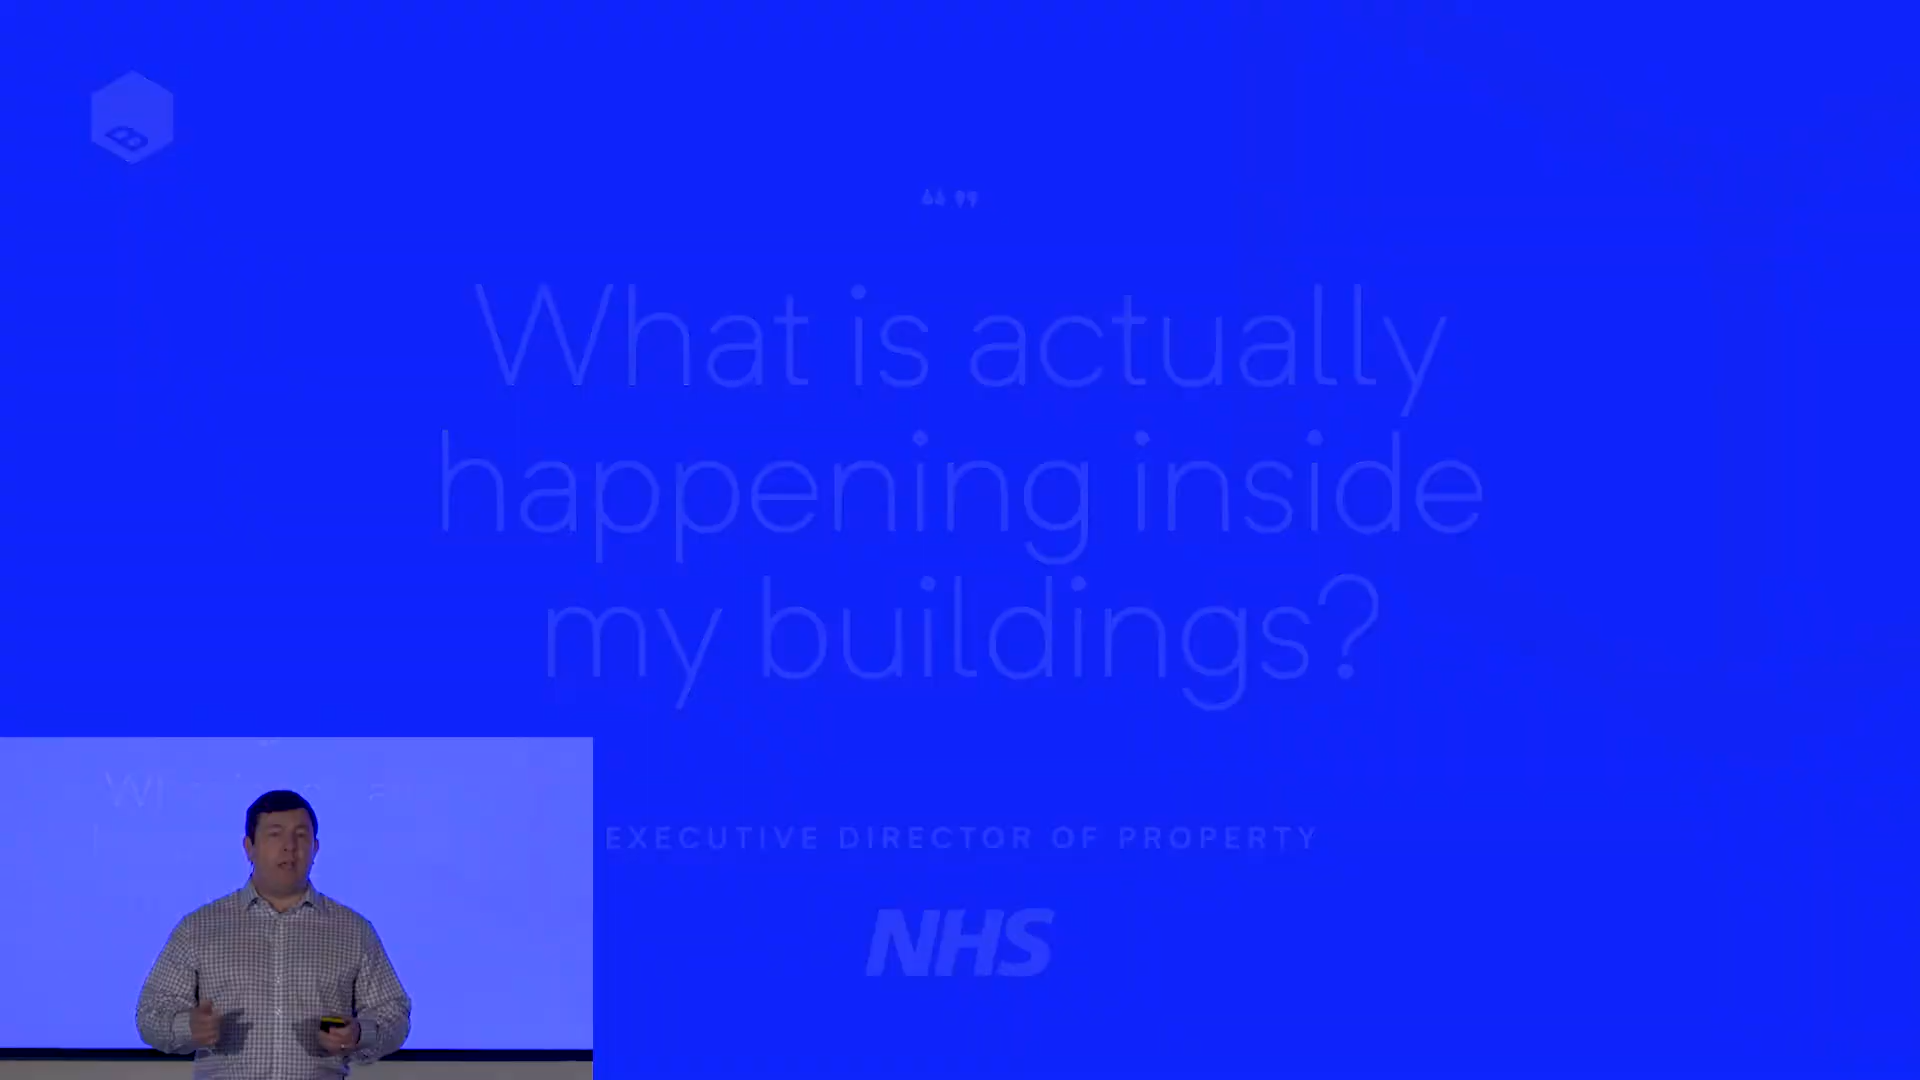 “ ”
What is actually
happening inside
my buildings?
EXECUTIVE DIRECTOR OF PROPERTY
NHS